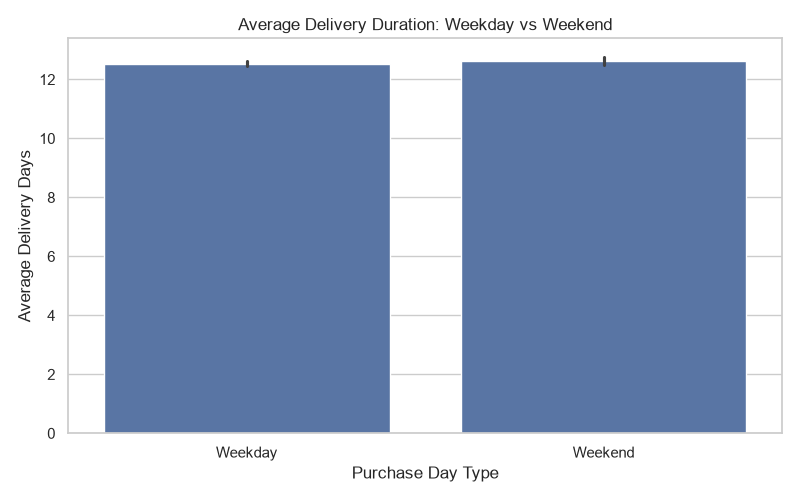 Average Delivery Duration: Weekday vs Weekend
12
10
8
6
4
2
0
Average Delivery Days
Weekday
Weekend
Purchase Day Type